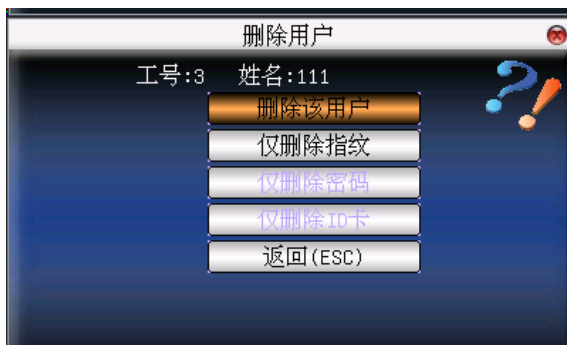 删除用户
工号:3 姓名:111
删除该用户
仅删除指纹
仅删除密码
仅删除ID卡
返回(ESC)